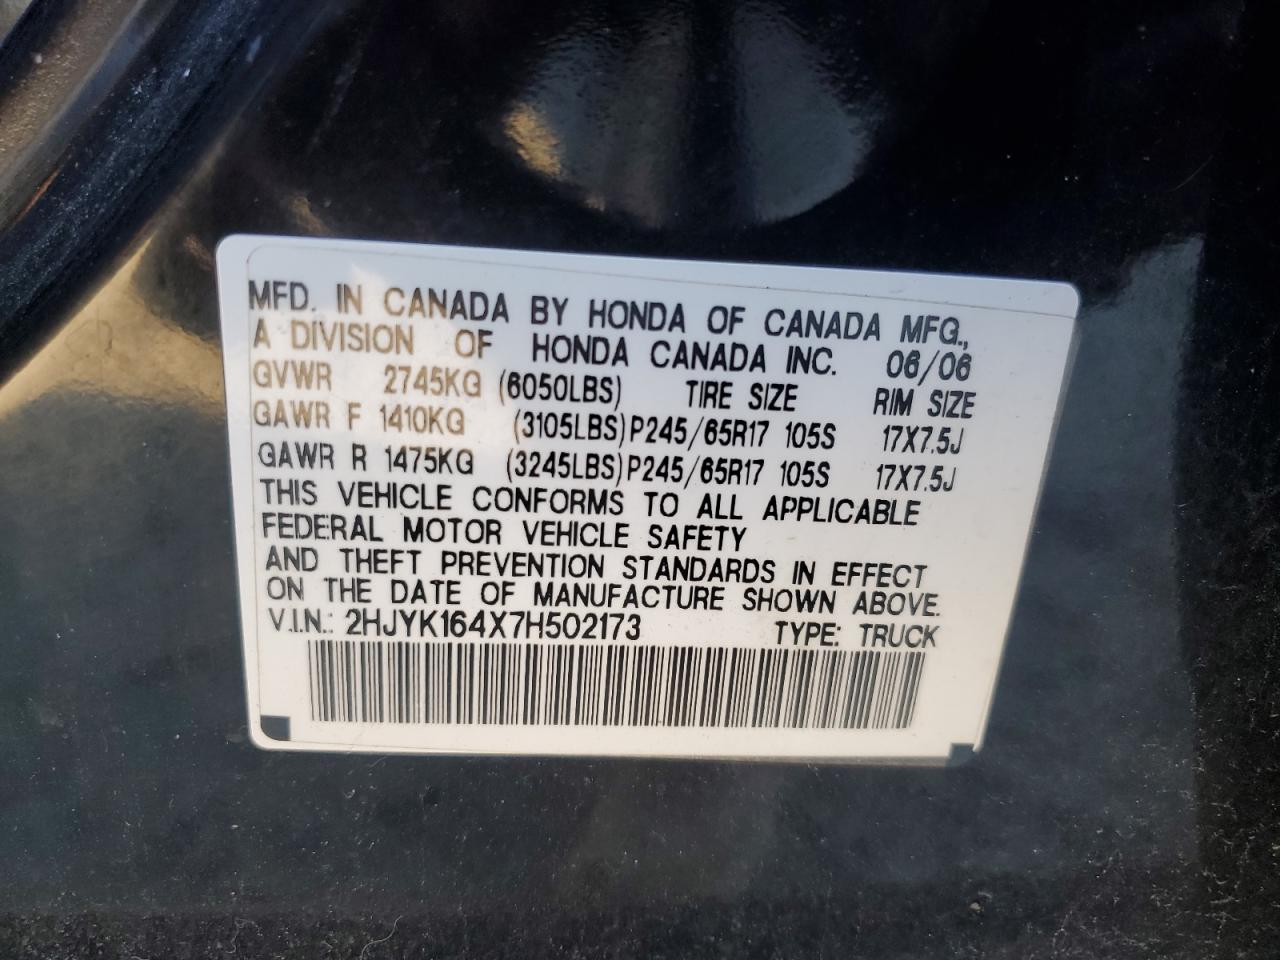 MFD. IN CANADA BY HONDA OF CANADA MFG.,
A DIVISION OF HONDA CANADA INC. 06/06
GVWR 2745KG (6050LBS) TIRE SIZE RIM SIZE
GAWR F 1410KG (3105LBS) P245/65R17 105S 17X7.5J
GAWR R 1475KG (3245LBS) P245/65R17 105S 17X7.5J
THIS VEHICLE CONFORMS TO ALL APPLICABLE
FEDERAL MOTOR VEHICLE SAFETY
AND THEFT PREVENTION STANDARDS IN EFFECT
ON THE DATE OF MANUFACTURE SHOWN ABOVE.
V.I.N.: 2HJYK164X7H502173 TYPE: TRUCK